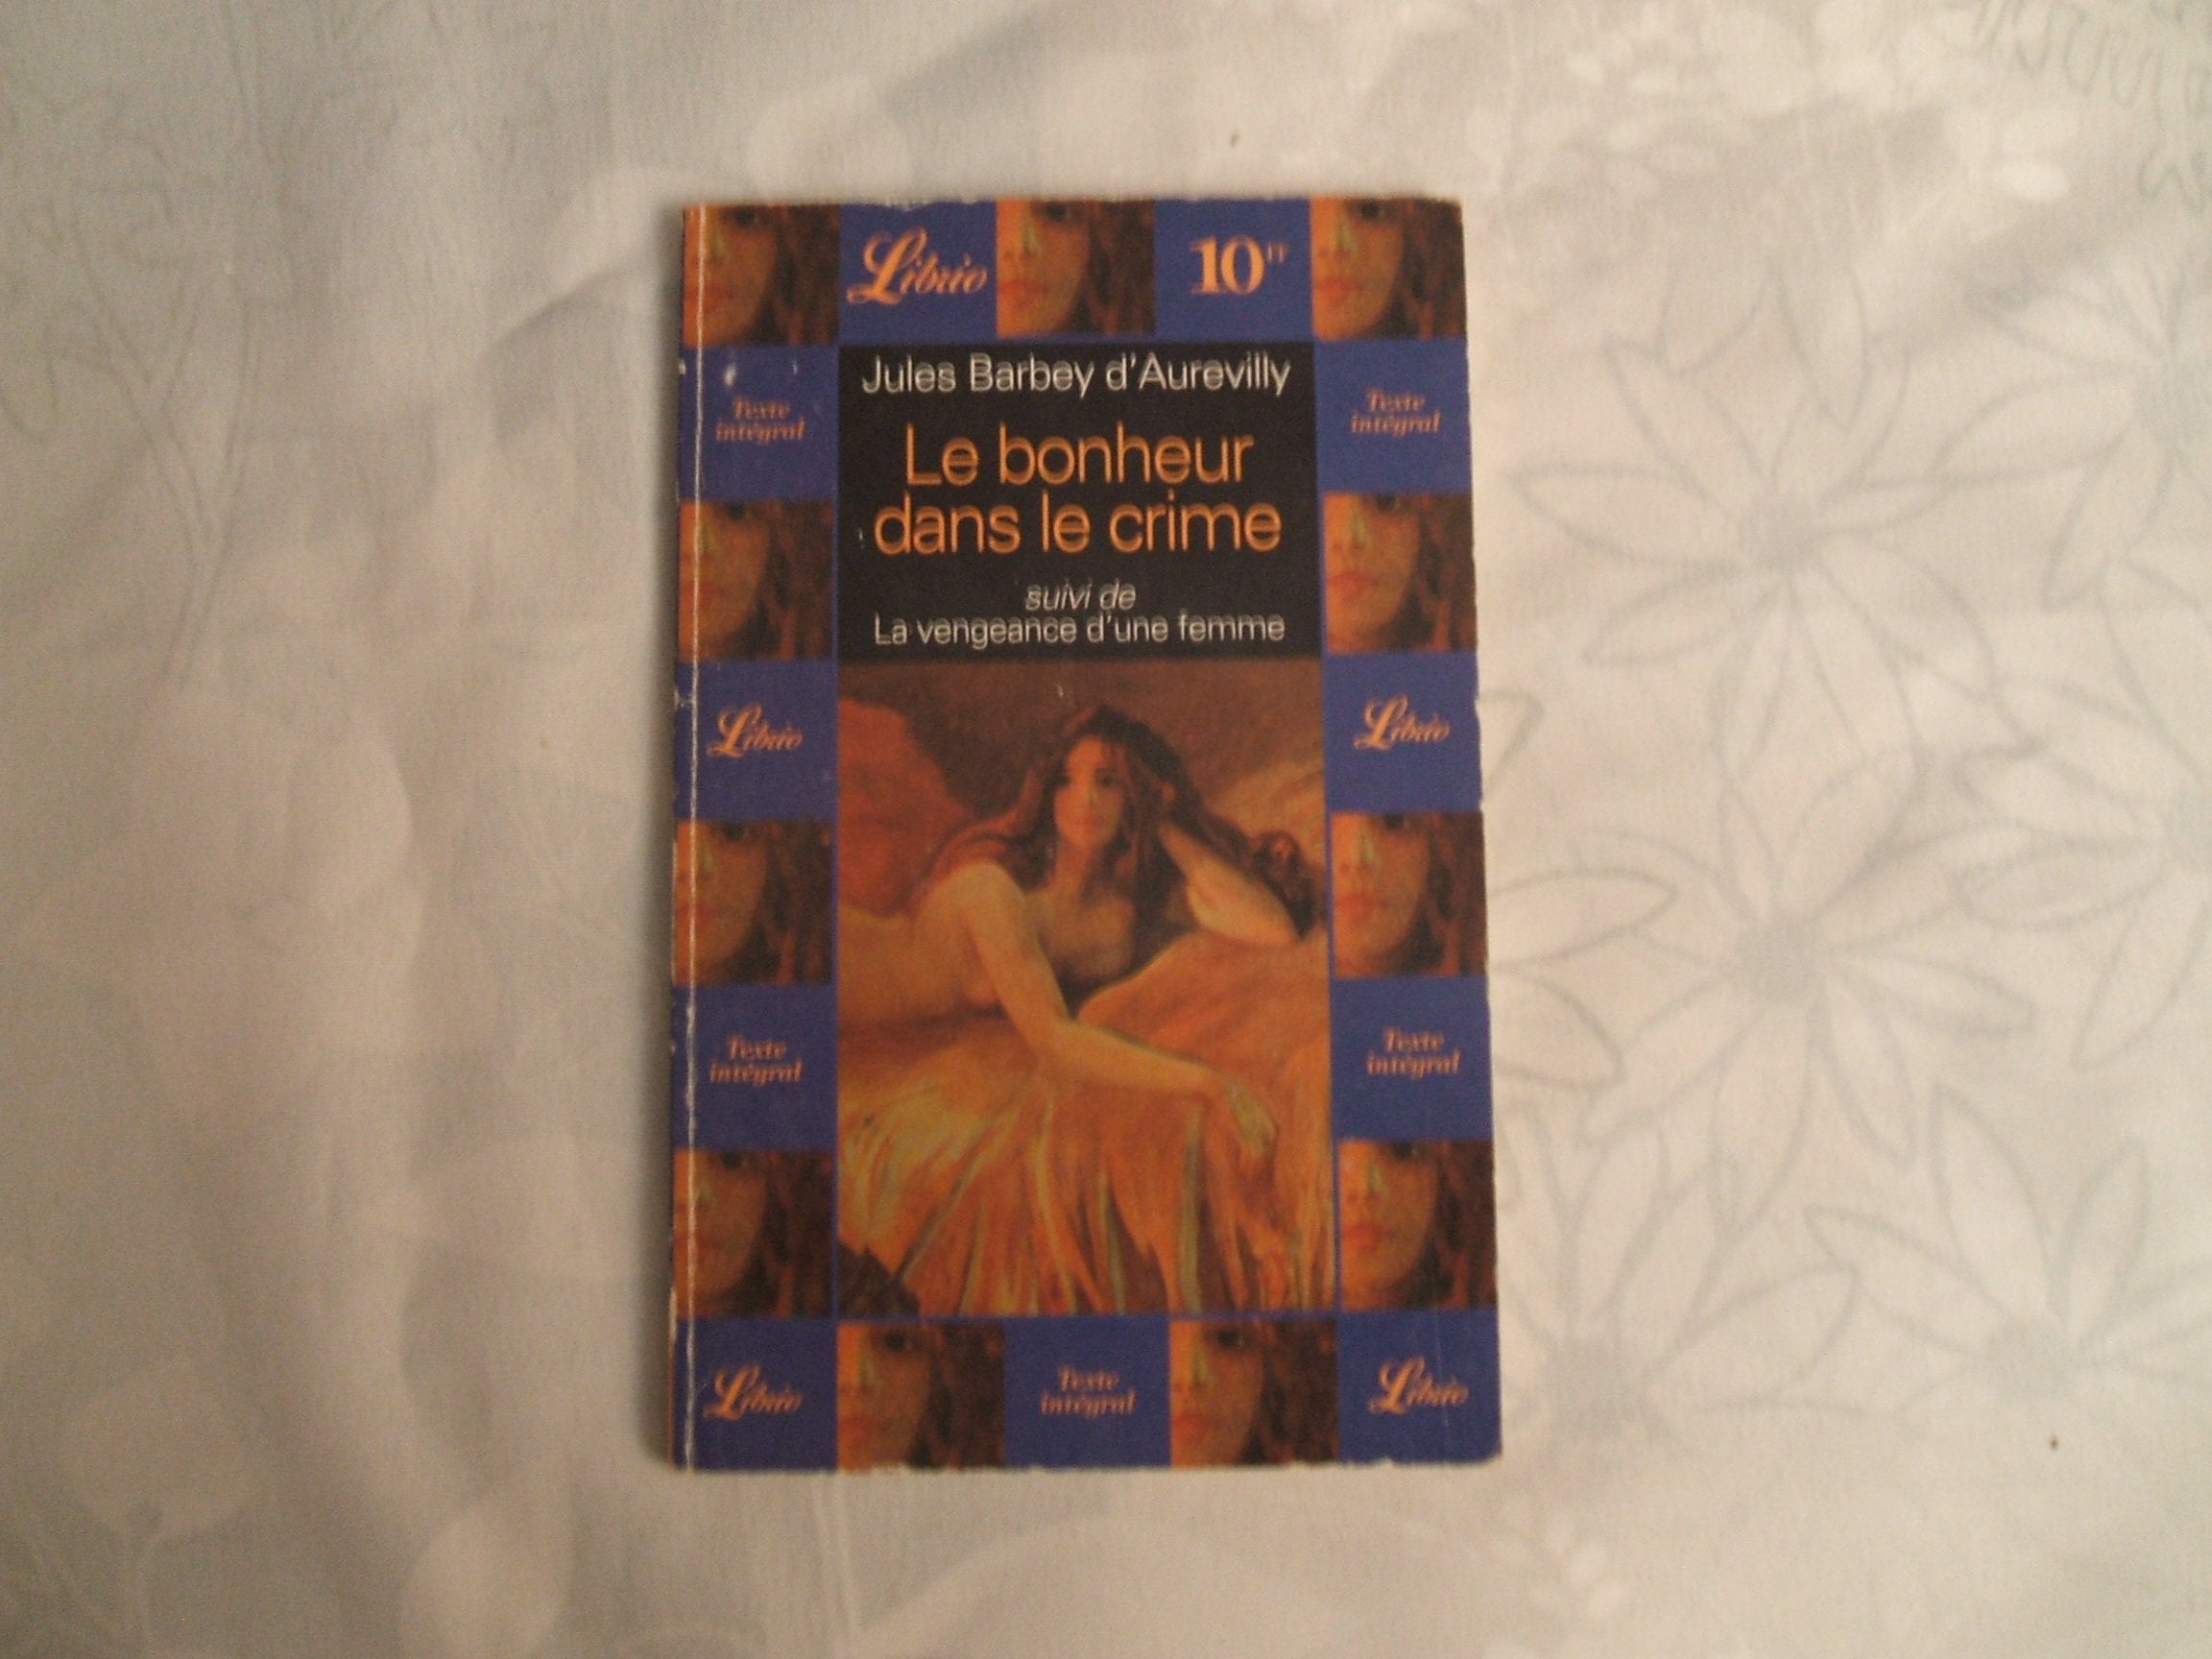 Librio
10FF
Jules Barbey d'Aurevilly
Le bonheur
dans le crime
suivi de
La vengeance d'une femme
Texte
intégral
Texte
intégral
Librio
Librio
Texte
intégral
Texte
intégral
Librio
Texte
intégral
Librio